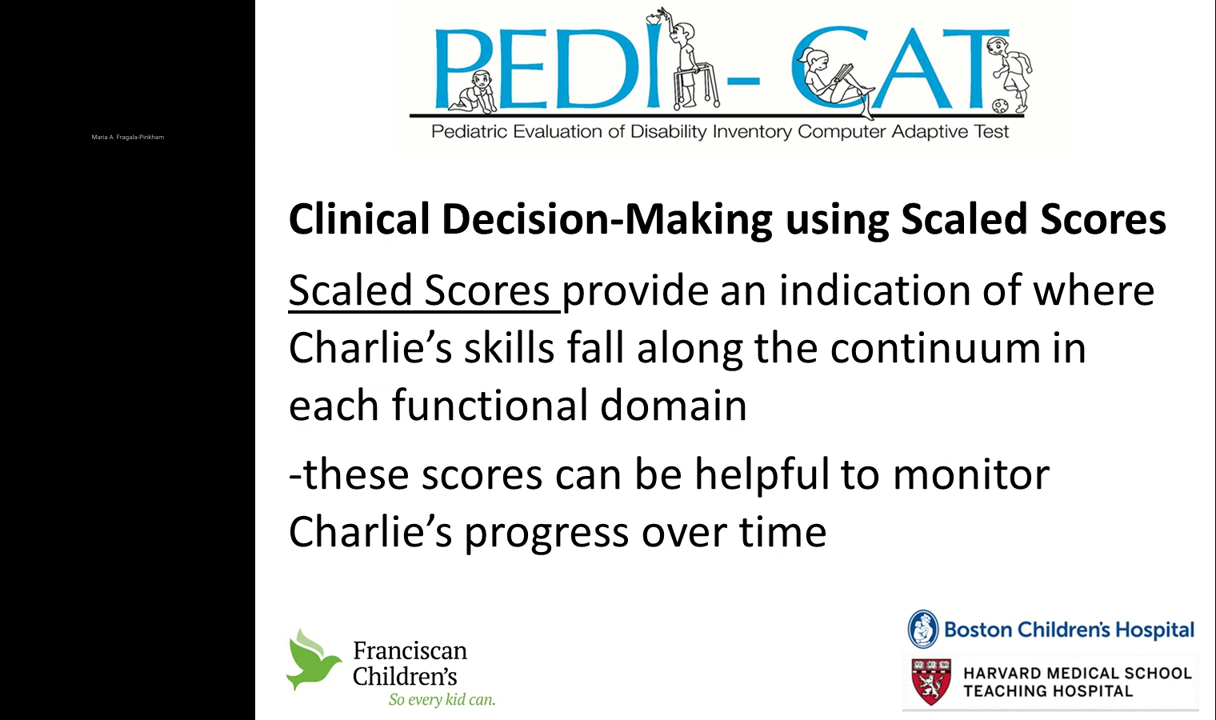 Maria A. Fragala-Pinkham
PEDI - CAT
Pediatric Evaluation of Disability Inventory Computer Adaptive Test
Clinical Decision-Making using Scaled Scores
Scaled Scores provide an indication of where
Charlie’s skills fall along the continuum in
each functional domain
-these scores can be helpful to monitor
Charlie’s progress over time
Franciscan
Children's
So every kid can.
Boston Children's Hospital
HARVARD MEDICAL SCHOOL
TEACHING HOSPITAL